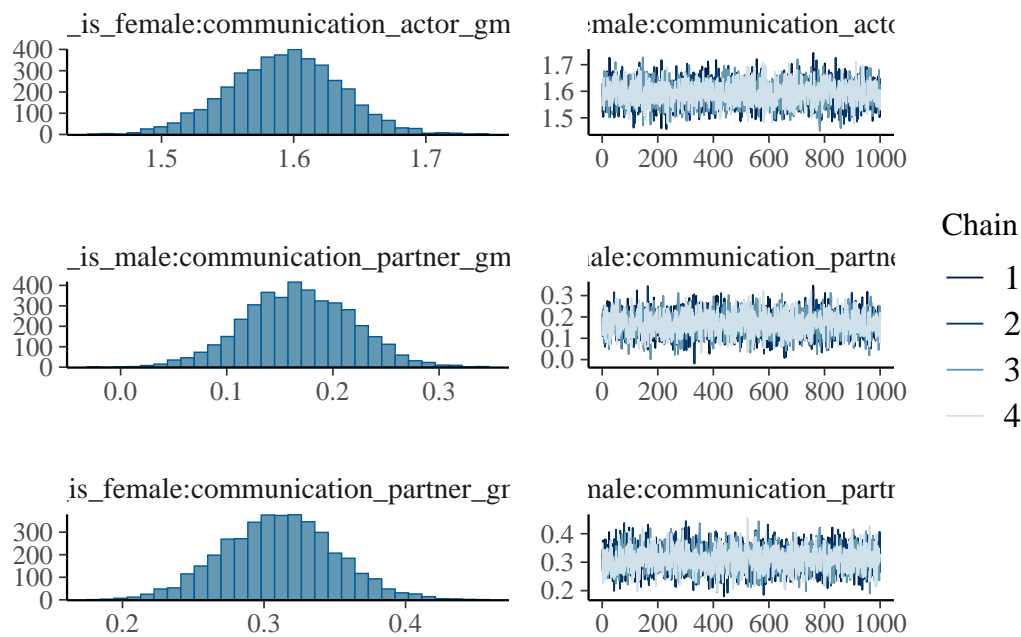 _is_female:communication_actor_gm
emale:communication_acto
400
300
200
100
0
1.5 1.6 1.7
1.7
1.6
1.5
0 200 400 600 800 1000
_is_male:communication_partner_gm
ale:communication_partne
400
300
200
100
0
0.0 0.1 0.2 0.3
0.3
0.2
0.1
0.0
0 200 400 600 800 1000
_is_female:communication_partner_gm
male:communication_partn
300
200
100
0
0.2 0.3 0.4
0.4
0.3
0.2
0 200 400 600 800 1000
Chain
1
2
3
4